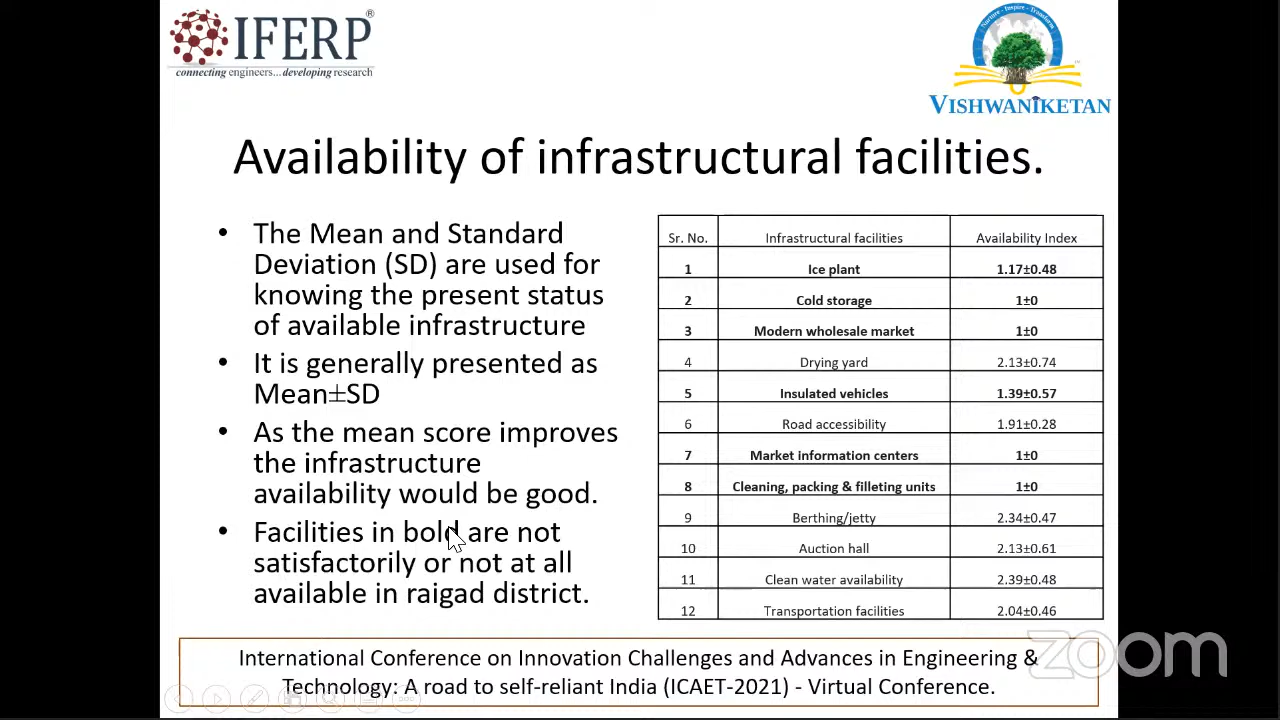 IFERP®
connecting engineers...developing research
Nurture - Inspire - Transform
VISHWANIKETAN
Availability of infrastructural facilities.
• The Mean and Standard
Deviation (SD) are used for
knowing the present status
of available infrastructure
• It is generally presented as
Mean±SD
• As the mean score improves
the infrastructure
availability would be good.
• Facilities in bold are not
satisfactorily or not at all
available in raigad district.
Sr. No. Infrastructural facilities Availability Index
1 Ice plant 1.17±0.48
2 Cold storage 1±0
3 Modern wholesale market 1±0
4 Drying yard 2.13±0.74
5 Insulated vehicles 1.39±0.57
6 Road accessibility 1.91±0.28
7 Market information centers 1±0
8 Cleaning, packing & filleting units 1±0
9 Berthing/jetty 2.34±0.47
10 Auction hall 2.13±0.61
11 Clean water availability 2.39±0.48
12 Transportation facilities 2.04±0.46
International Conference on Innovation Challenges and Advances in Engineering &
Technology: A road to self-reliant India (ICAET-2021) - Virtual Conference.
zoom